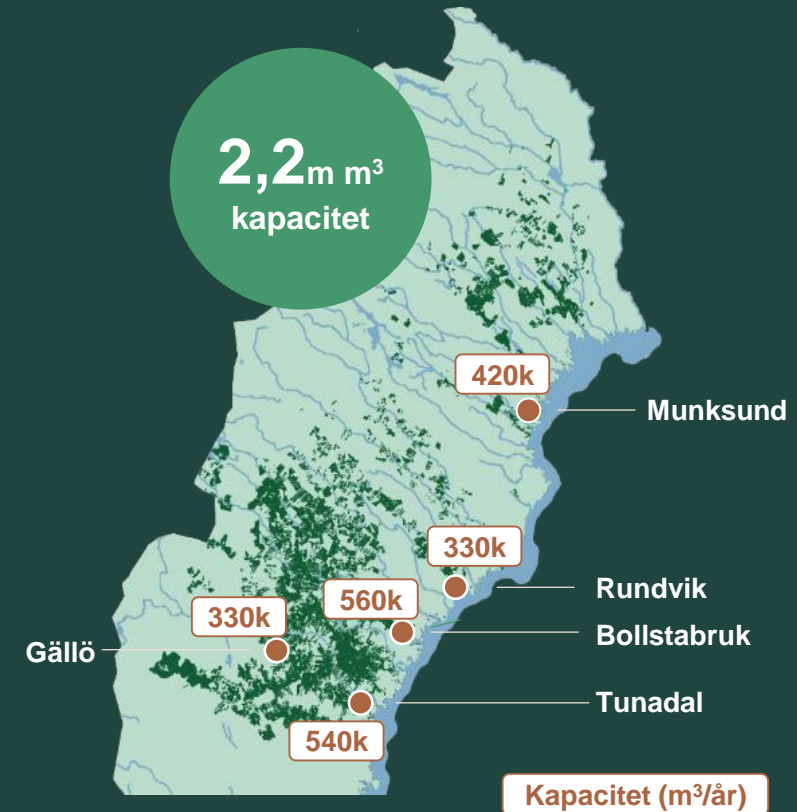 2,2m m³
kapacitet
420k
Munksund
330k
Rundvik
560k
Bollstabruk
330k
Gällö
Tunadal
540k
Kapacitet (m³/år)